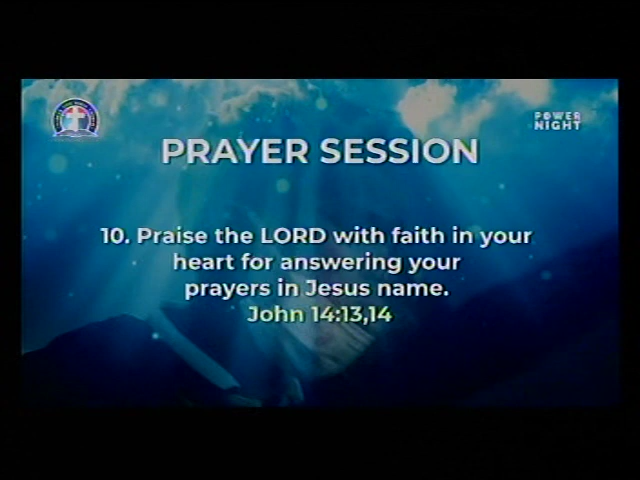 POWER
NIGHT
PRAYER SESSION
10. Praise the LORD with faith in your
heart for answering your
prayers in Jesus name.
John 14:13,14